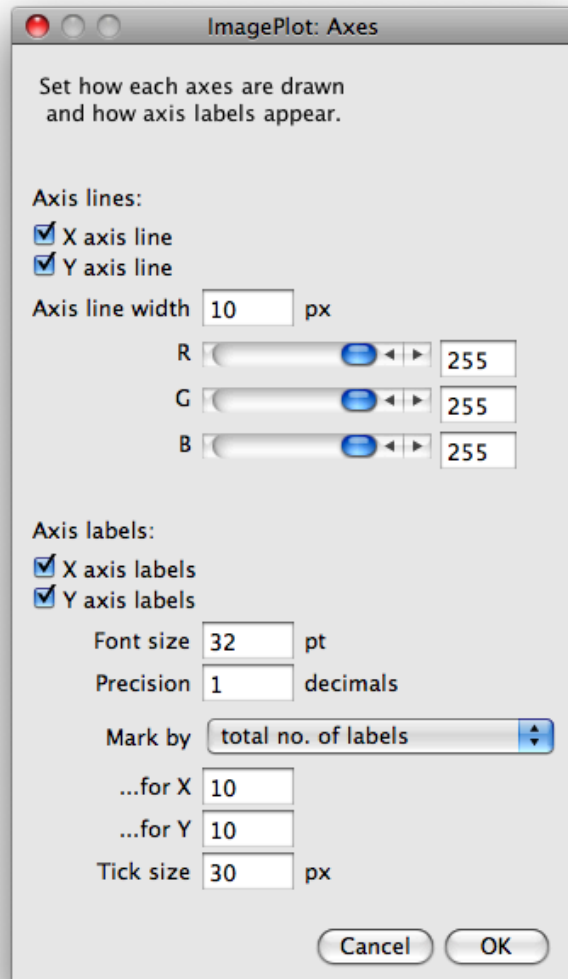 ImagePlot: Axes
Set how each axes are drawn
and how axis labels appear.
Axis lines:
X axis line
Y axis line
Axis line width 10 px
R 255
G 255
B 255
Axis labels:
X axis labels
Y axis labels
Font size 32 pt
Precision 1 decimals
Mark by total no. of labels
...for X 10
...for Y 10
Tick size 30 px
Cancel OK